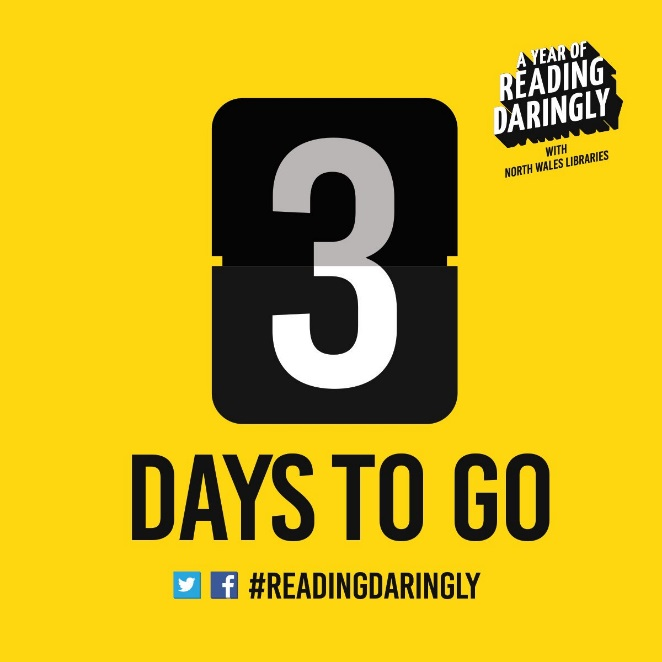 A YEAR OF
READING
DARINGLY
WITH
NORTH WALES LIBRARIES
3
DAYS TO GO
#READINGDARINGLY